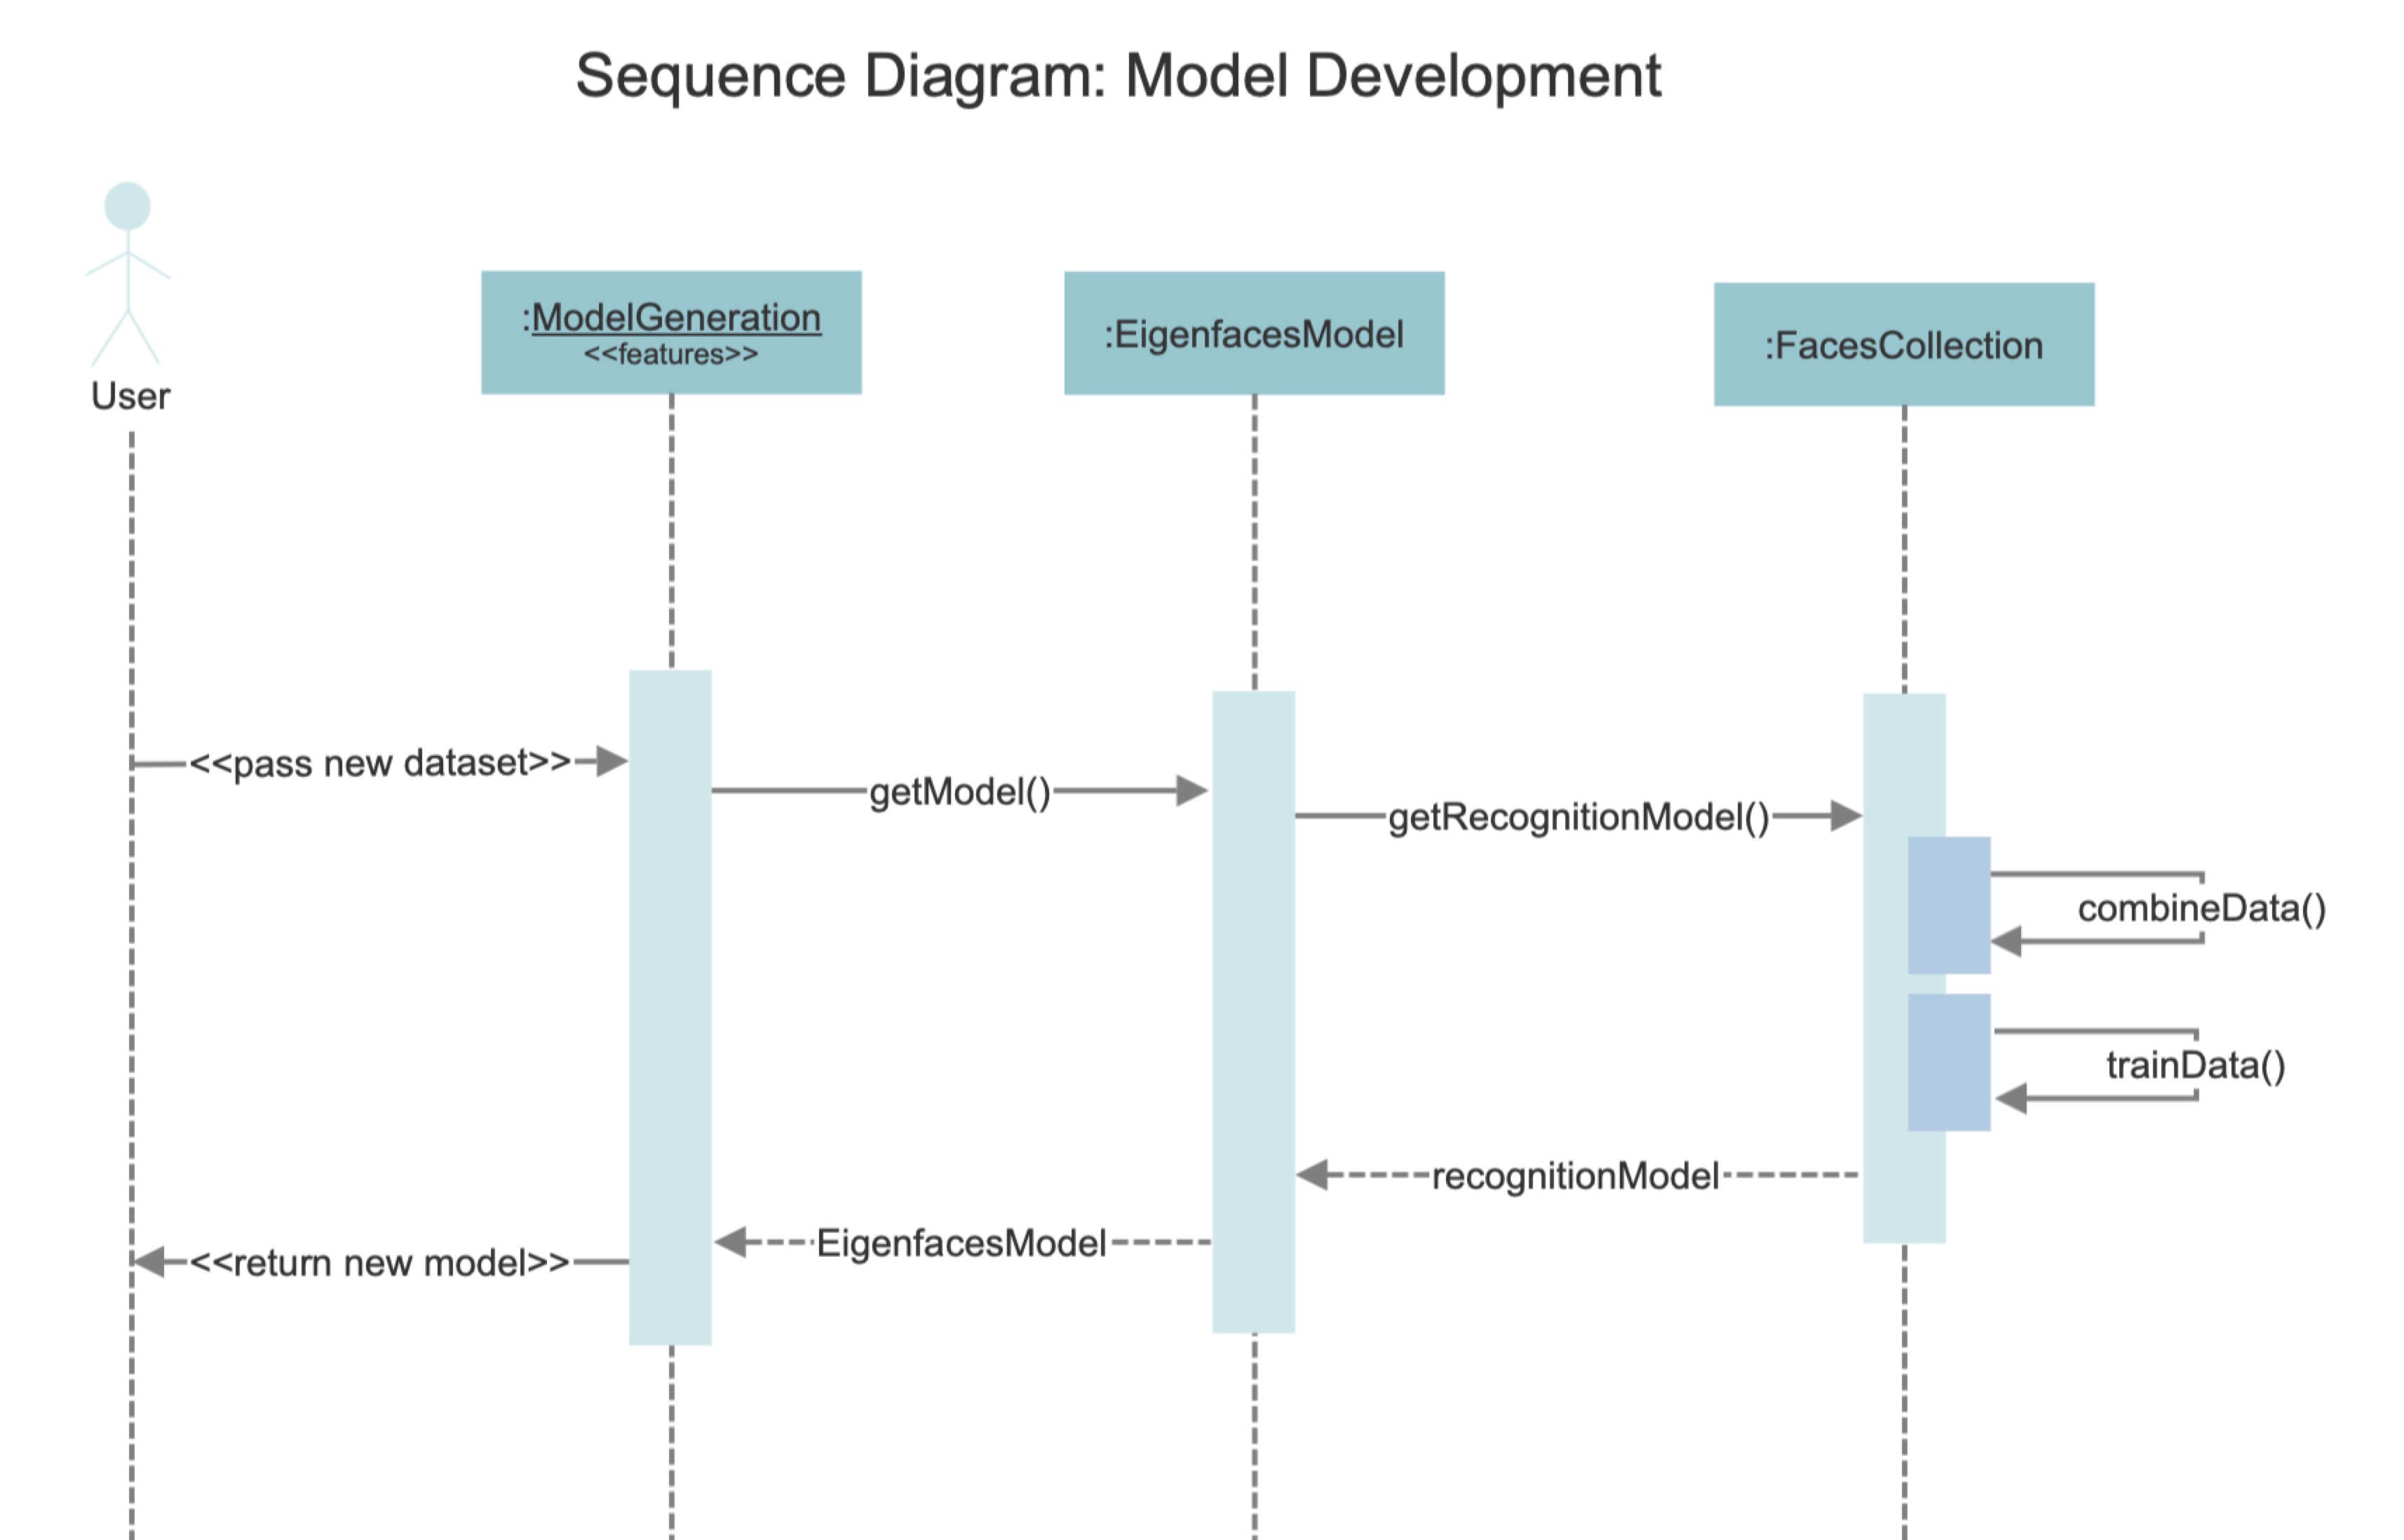 Sequence Diagram: Model Development
User
:ModelGeneration
<<features>>
:EigenfacesModel
:FacesCollection
<<pass new dataset>>
getModel()
getRecognitionModel()
combineData()
trainData()
recognitionModel
EigenfacesModel
<<return new model>>